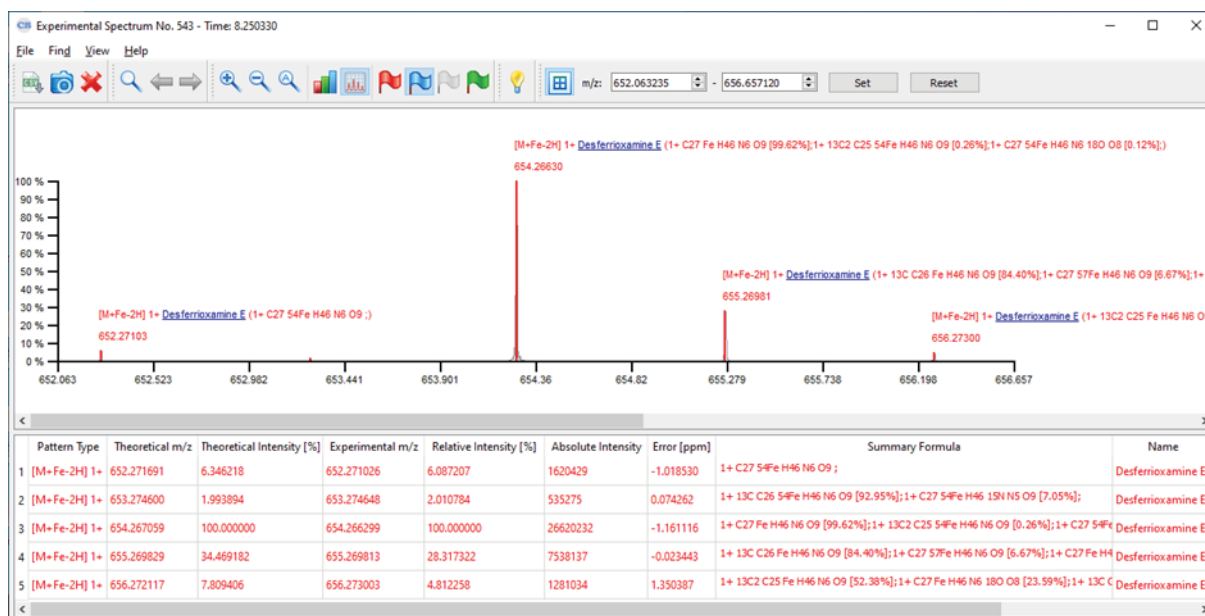 Experimental Spectrum No. 543 - Time: 8.250330
File Find View Help
m/z: 652.063235 - 656.657120 Set Reset
[M+Fe-2H] 1+ Desferrioxamine E (1+ C27 Fe H46 N6 O9 [99.62%];1+ 13C2 C25 54Fe H46 N6 O9 [0.26%];1+ C27 54Fe H46 N6 18O O8 [0.12%];)
654.26630
100 %
90 %
80 %
70 %
60 %
50 %
40 %
30 %
20 %
10 %
0 %
[M+Fe-2H] 1+ Desferrioxamine E (1+ 13C C26 Fe H46 N6 O9 [84.40%];1+ C27 57Fe H46 N6 O9 [6.67%];1+
655.26981
[M+Fe-2H] 1+ Desferrioxamine E (1+ C27 54Fe H46 N6 O9 ;)
652.27103
[M+Fe-2H] 1+ Desferrioxamine E (1+ 13C2 C25 Fe H46 N6 O
656.27300
652.063 652.523 652.982 653.441 653.901 654.36 654.82 655.279 655.738 656.198 656.657
Pattern Type Theoretical m/z Theoretical Intensity [%] Experimental m/z Relative Intensity [%] Absolute Intensity Error [ppm] Summary Formula Name
1 [M+Fe-2H] 1+ 652.271691 6.346218 652.271026 6.087207 1620429 -1.018530 1+ C27 54Fe H46 N6 O9 ; Desferrioxamine E
2 [M+Fe-2H] 1+ 653.274600 1.993894 653.274648 2.010784 535275 0.074262 1+ 13C C26 54Fe H46 N6 O9 [92.95%];1+ C27 54Fe H46 15N N5 O9 [7.05%]; Desferrioxamine E
3 [M+Fe-2H] 1+ 654.267059 100.000000 654.266299 100.000000 26620232 -1.161116 1+ C27 Fe H46 N6 O9 [99.62%];1+ 13C2 C25 54Fe H46 N6 O9 [0.26%];1+ C27 54Fe Desferrioxamine E
4 [M+Fe-2H] 1+ 655.269829 34.469182 655.269813 28.317322 7538137 -0.023443 1+ 13C C26 Fe H46 N6 O9 [84.40%];1+ C27 57Fe H46 N6 O9 [6.67%];1+ C27 Fe H4 Desferrioxamine E
5 [M+Fe-2H] 1+ 656.272117 7.809406 656.273003 4.812258 1281034 1.350387 1+ 13C2 C25 Fe H46 N6 O9 [52.38%];1+ C27 Fe H46 N6 18O O8 [23.59%];1+ 13C C Desferrioxamine E